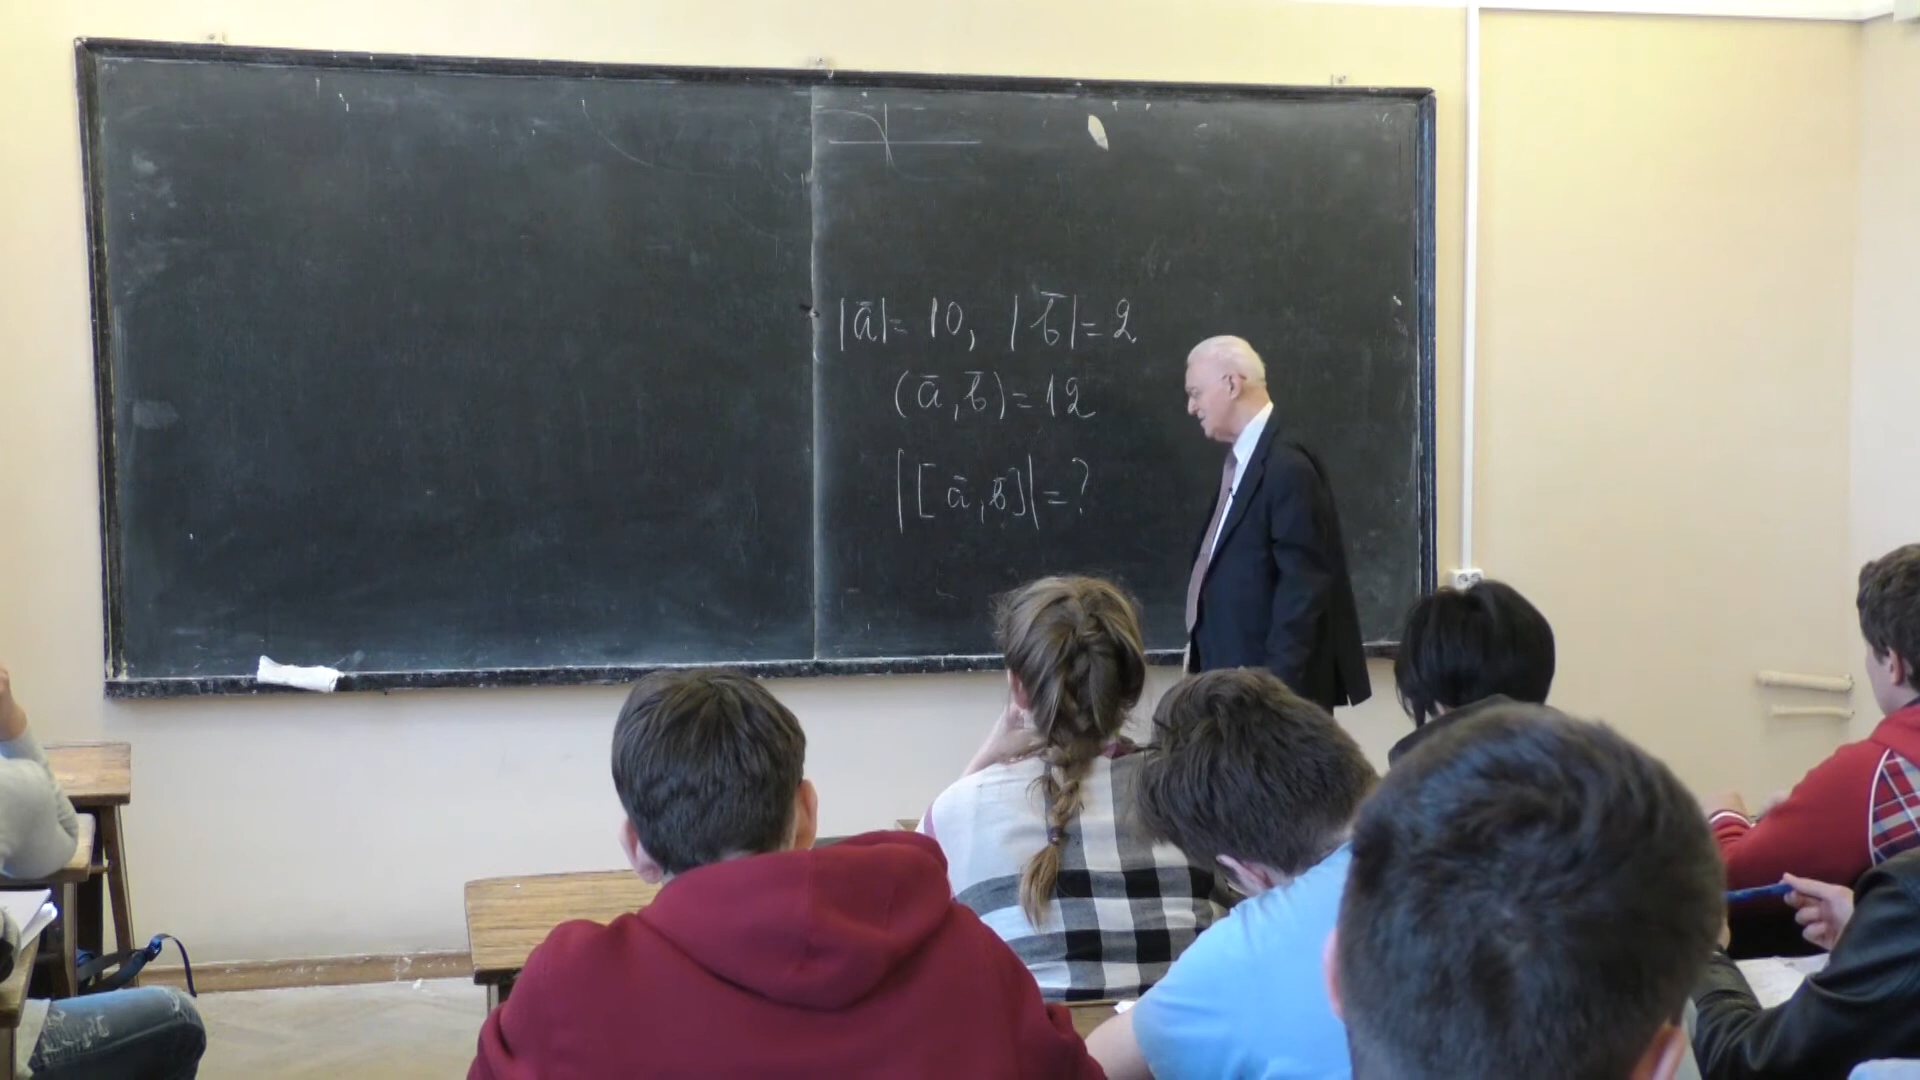 |a̅| = 10, |b̅| = 2
(a̅, b̅) = 12
|[a̅, b̅]| = ?